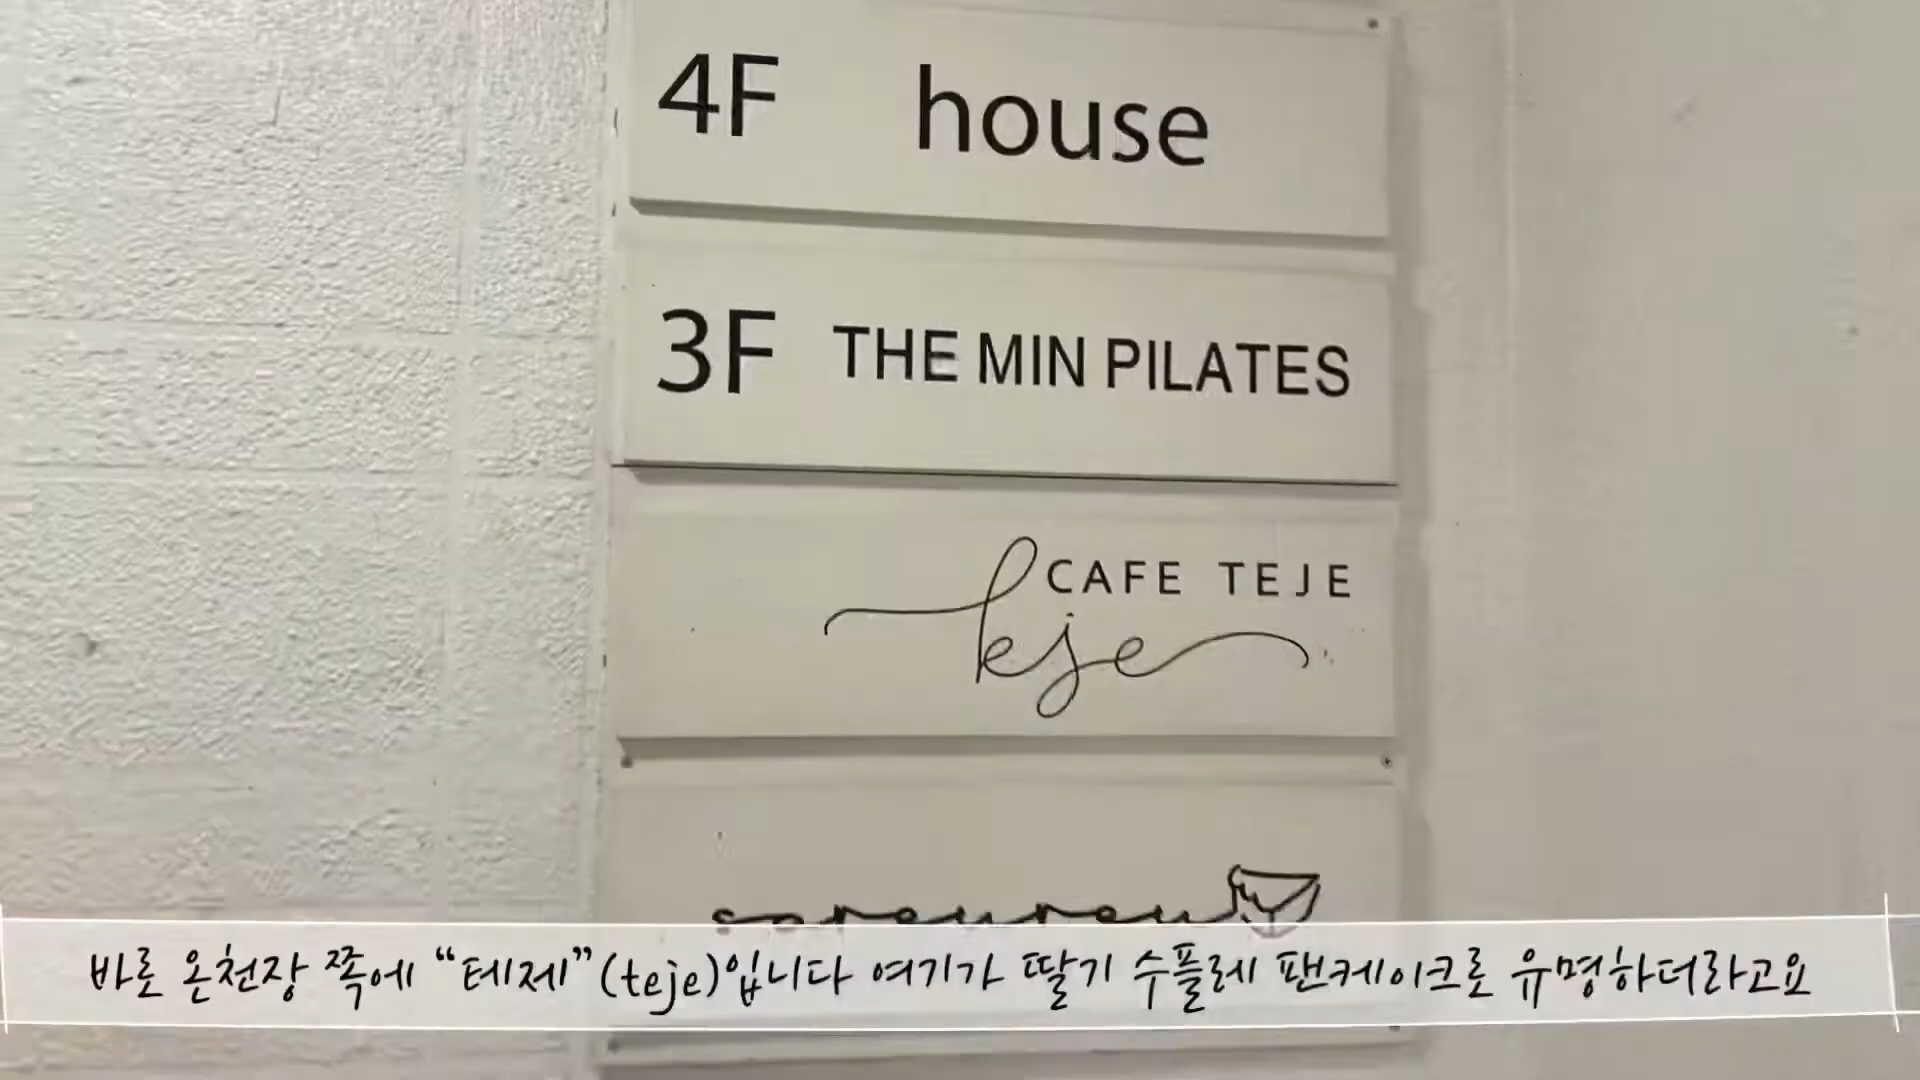 4F house
3F THE MIN PILATES
CAFE TEJE
teje
바로 온천장 쪽에 “테제”(teje)입니다 여기가 딸기 수플레 팬케이크로 유명하더라고요